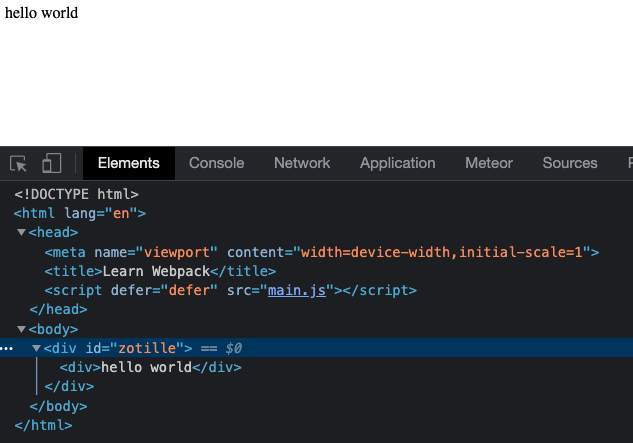 hello world
Elements Console Network Application Meteor Sources
<!DOCTYPE html>
<html lang="en">
<head>
<meta name="viewport" content="width=device-width,initial-scale=1">
<title>Learn Webpack</title>
<script defer="defer" src="main.js"></script>
</head>
<body>
<div id="zotille"> == $0
<div>hello world</div>
</div>
</body>
</html>